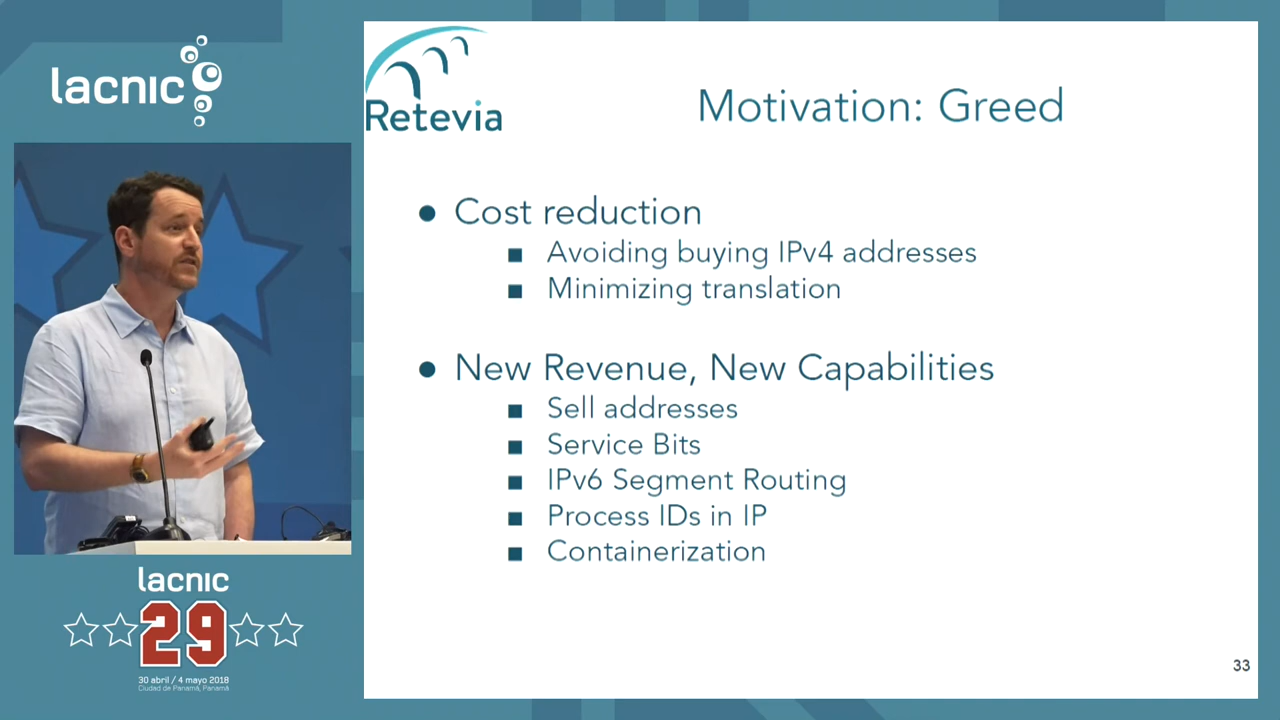 lacnic
Retevia
Motivation: Greed
● Cost reduction
■ Avoiding buying IPv4 addresses
■ Minimizing translation
● New Revenue, New Capabilities
■ Sell addresses
■ Service Bits
■ IPv6 Segment Routing
■ Process IDs in IP
■ Containerization
33
lacnic
29
30 abril / 4 mayo 2018
Ciudad de Panamá, Panamá